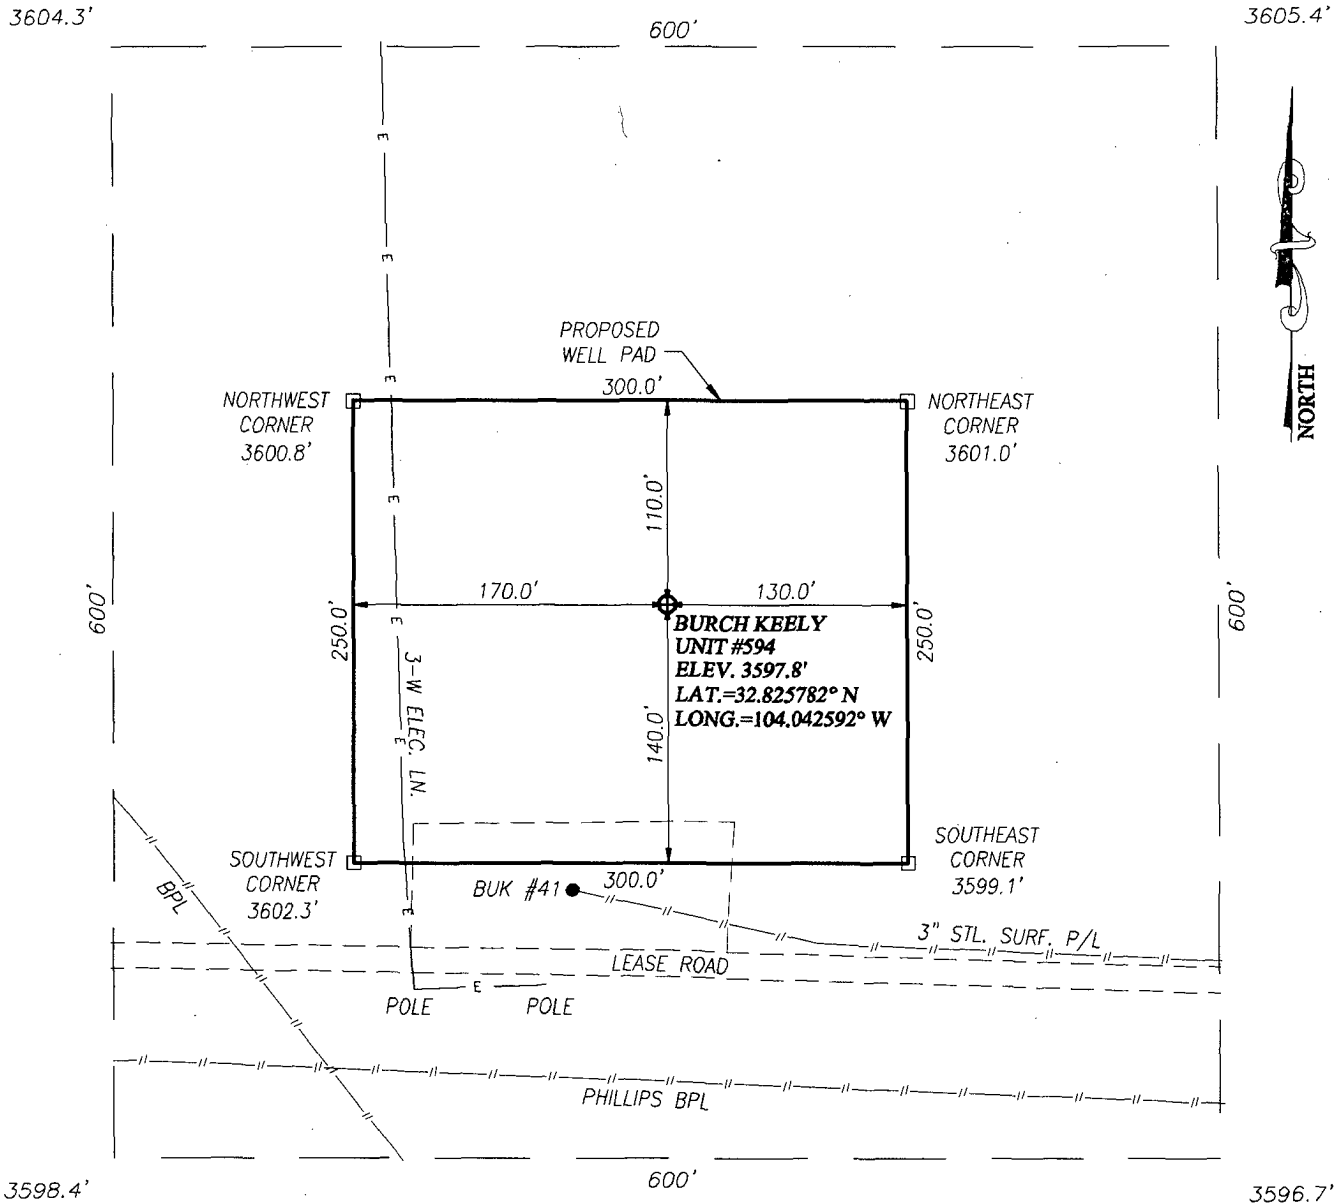 3604.3'
3605.4'
600'
E
E
E
E
E
E
E
E
PROPOSED
WELL PAD
300.0'
NORTHWEST
CORNER
3600.8'
NORTHEAST
CORNER
3601.0'
NORTH
110.0'
170.0'
130.0'
600'
250.0'
250.0'
600'
BURCH KEELY
UNIT #594
ELEV. 3597.8'
LAT.=32.825782° N
LONG.=104.042592° W
3-W ELEC. LN.
140.0'
SOUTHWEST
CORNER
3602.3'
SOUTHEAST
CORNER
3599.1'
BPL
BUK #41
300.0'
3" STL. SURF. P/L
LEASE ROAD
POLE
POLE
PHILLIPS BPL
600'
3598.4'
3596.7'